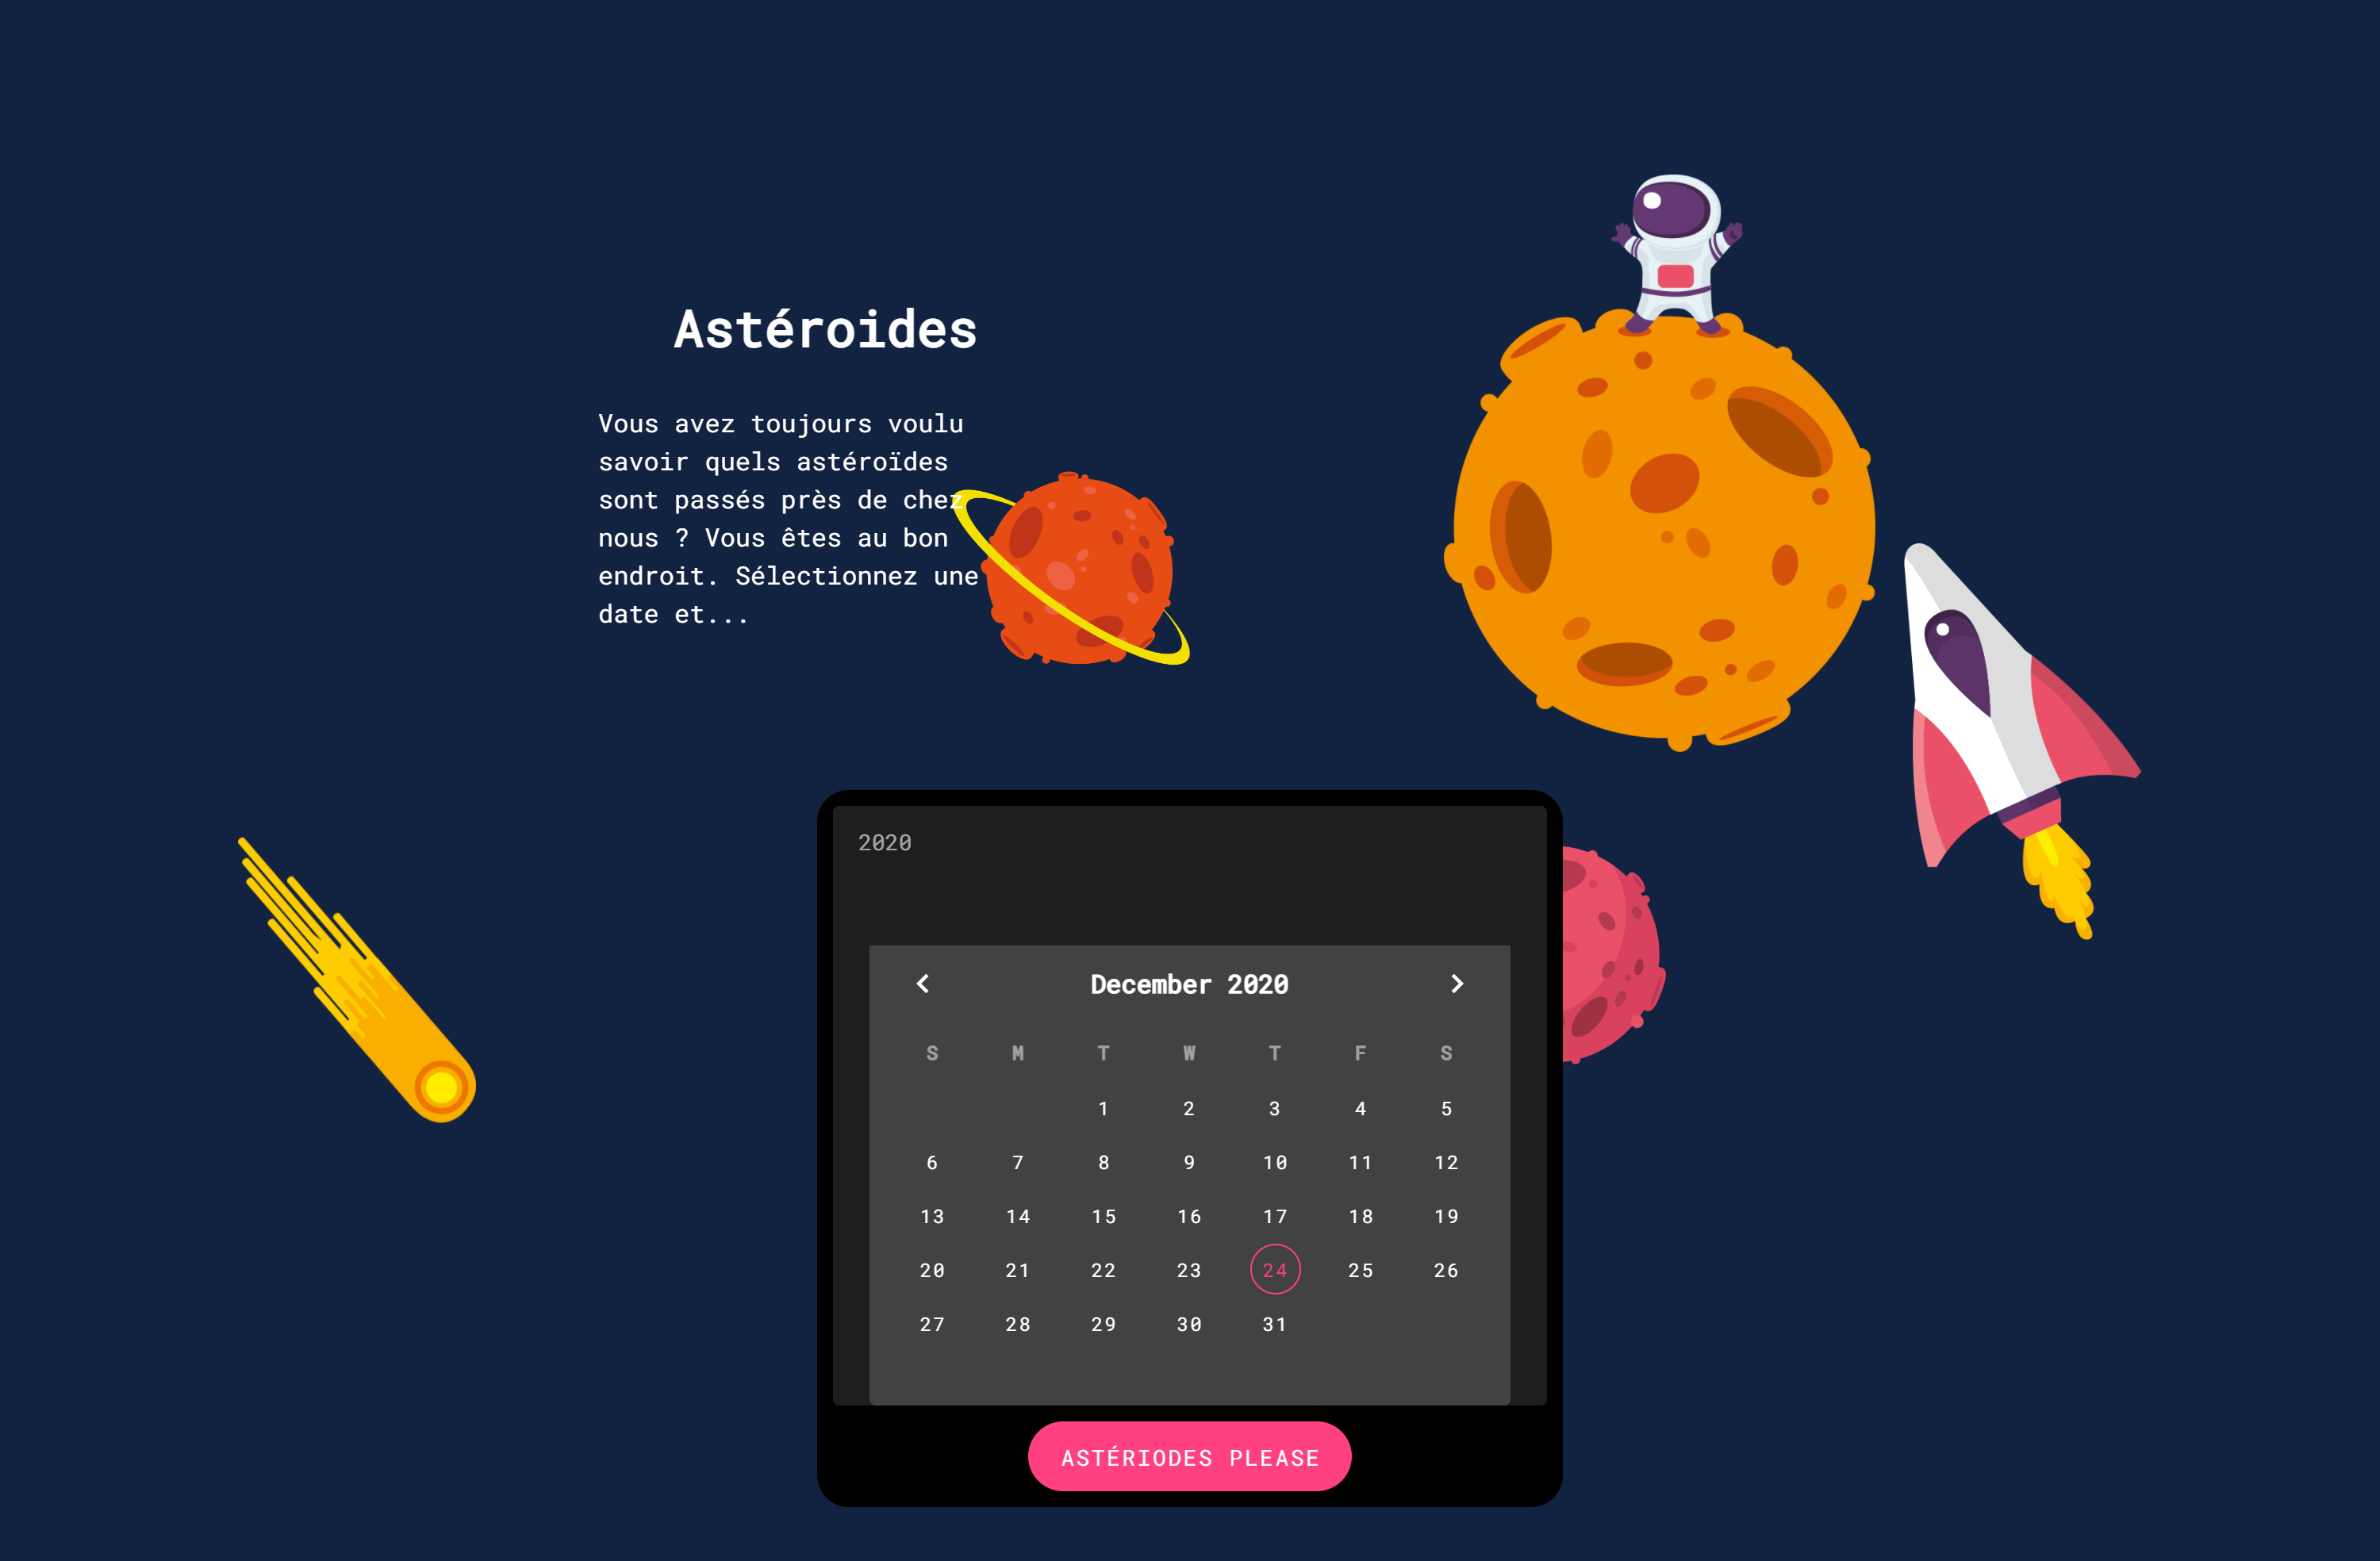 Astéroides
Vous avez toujours voulu
savoir quels astéroïdes
sont passés près de chez
nous ? Vous êtes au bon
endroit. Sélectionnez une
date et...
2020
December 2020
S M T W T F S
1 2 3 4 5
6 7 8 9 10 11 12
13 14 15 16 17 18 19
20 21 22 23 24 25 26
27 28 29 30 31
ASTÉRIODES PLEASE